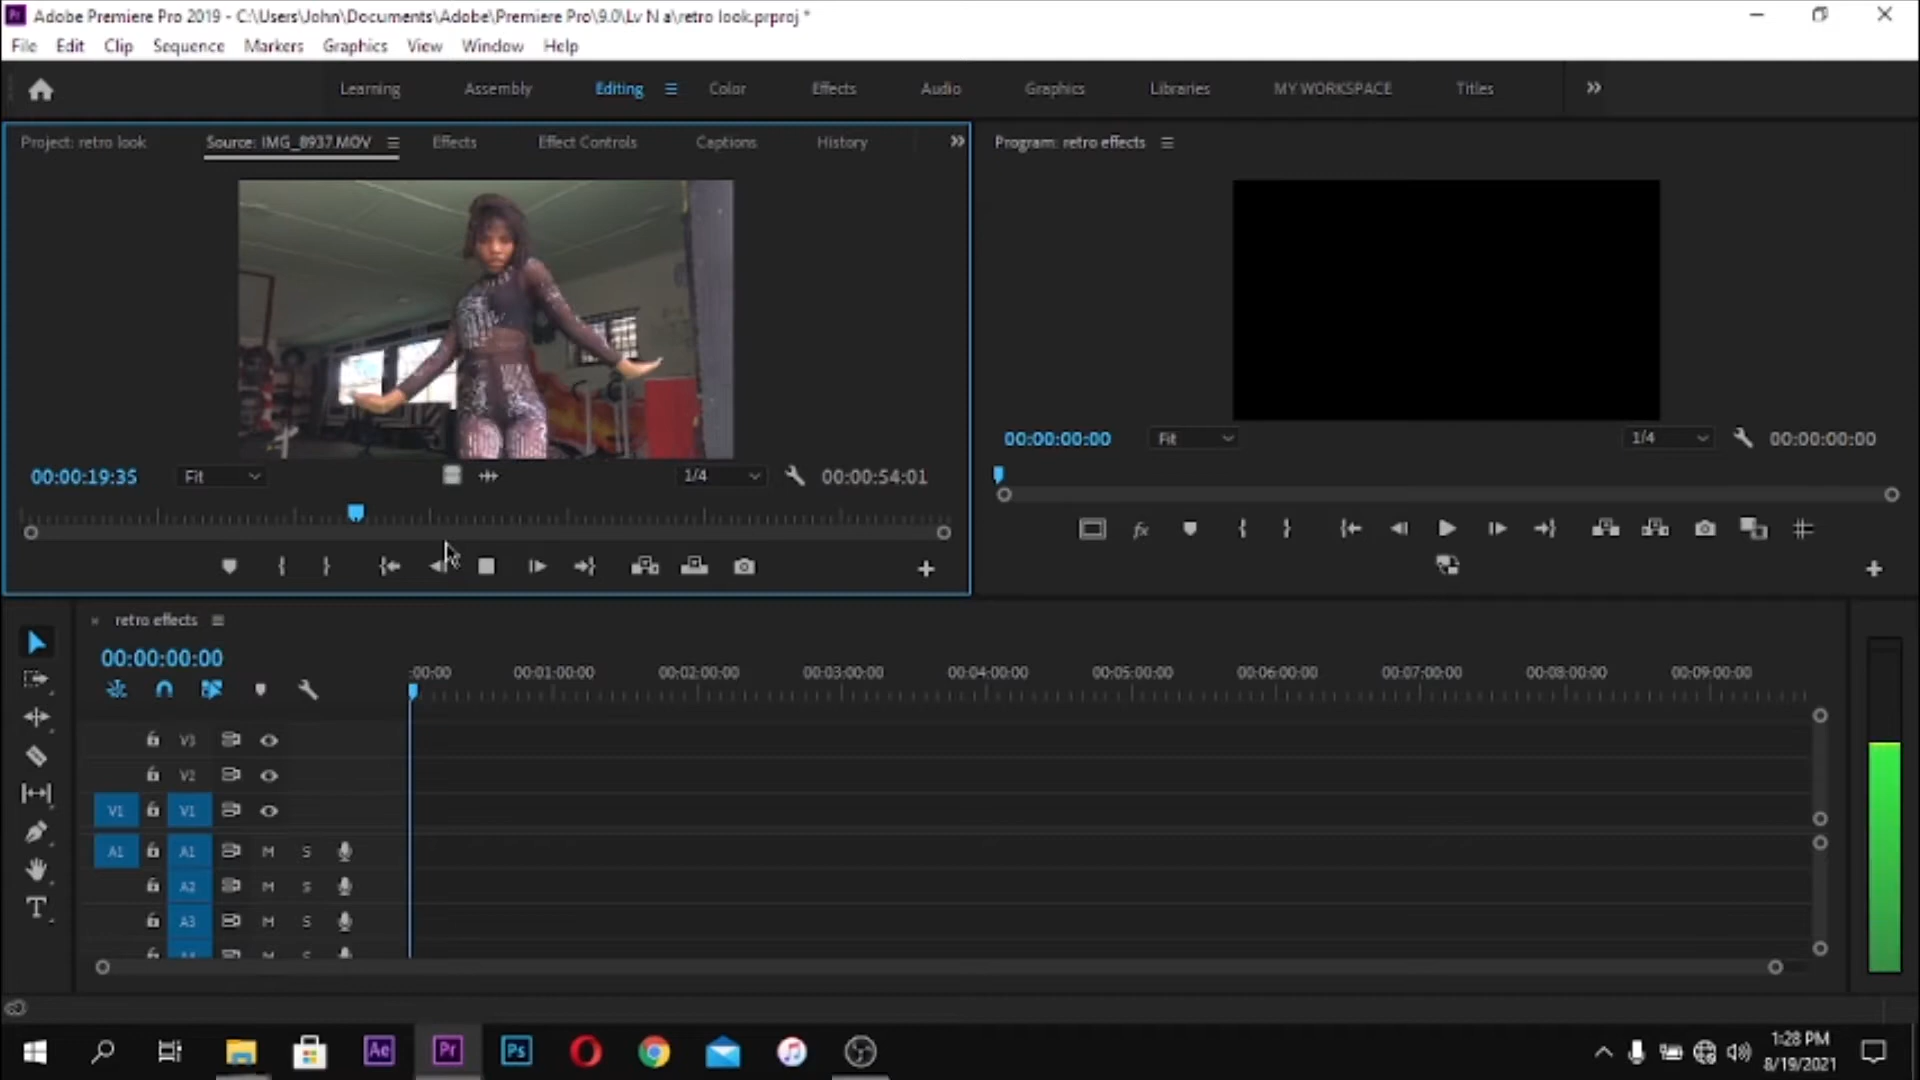 Adobe Premiere Pro 2019 - C:\Users\John\Documents\Adobe\Premiere Pro\9.0\Lv N a\retro look.prproj *
File Edit Clip Sequence Markers Graphics View Window Help
Learning Assembly Editing Color Effects Audio Graphics Libraries MY WORKSPACE Titles
Project: retro look Source: IMG_8937.MOV Effects Effect Controls Captions History Program: retro effects
00:00:00:00 Fit 1/4 00:00:00:00
00:00:19:35 Fit 1/4 00:00:54:01
fx
retro effects
00:00:00:00
:00:00 00:01:00:00 00:02:00:00 00:03:00:00 00:04:00:00 00:05:00:00 00:06:00:00 00:07:00:00 00:08:00:00 00:09:00:00
V3
V2
V1 V1
A1 A1 M S
A2 M S
A3 M S
Ae Pr Ps
1:28 PM
8/19/2021